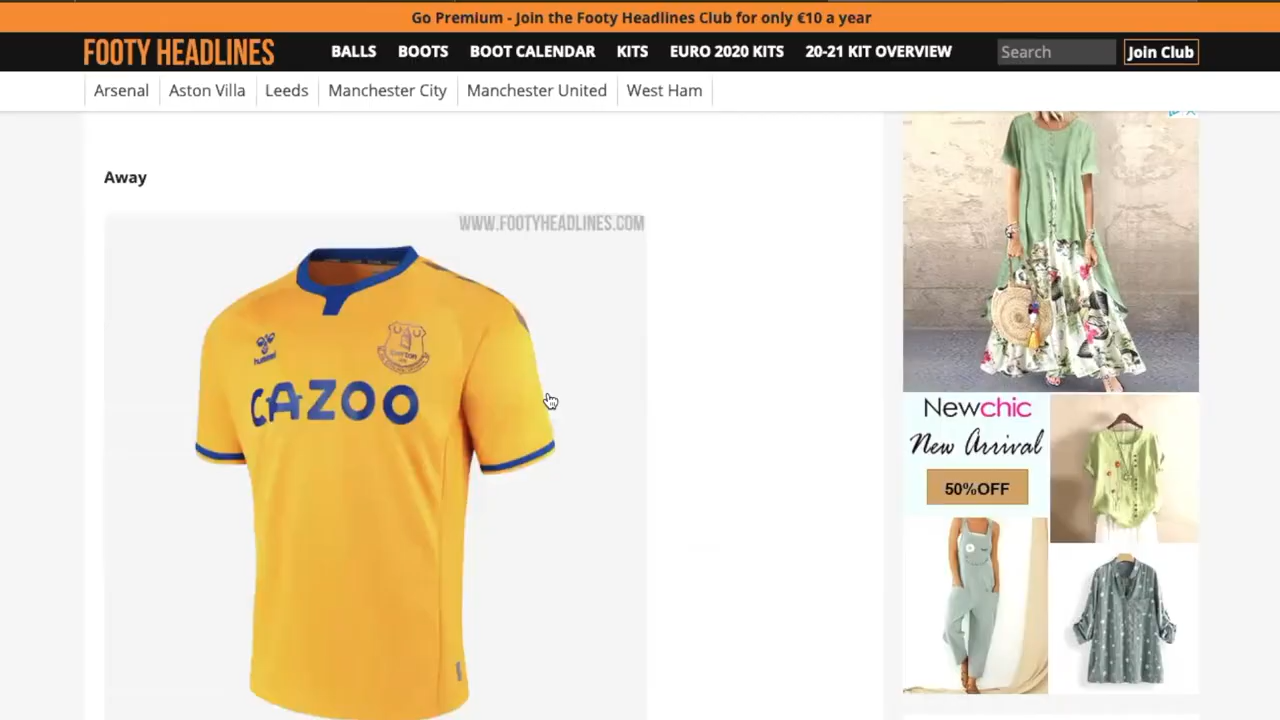 Go Premium - Join the Footy Headlines Club for only €10 a year
FOOTY HEADLINES
BALLS
BOOTS
BOOT CALENDAR
KITS
EURO 2020 KITS
20-21 KIT OVERVIEW
Search
Join Club
Arsenal
Aston Villa
Leeds
Manchester City
Manchester United
West Ham
Away
WWW.FOOTYHEADLINES.COM
hummel
Everton
CAZOO
Newchic
New Arrival
50%OFF